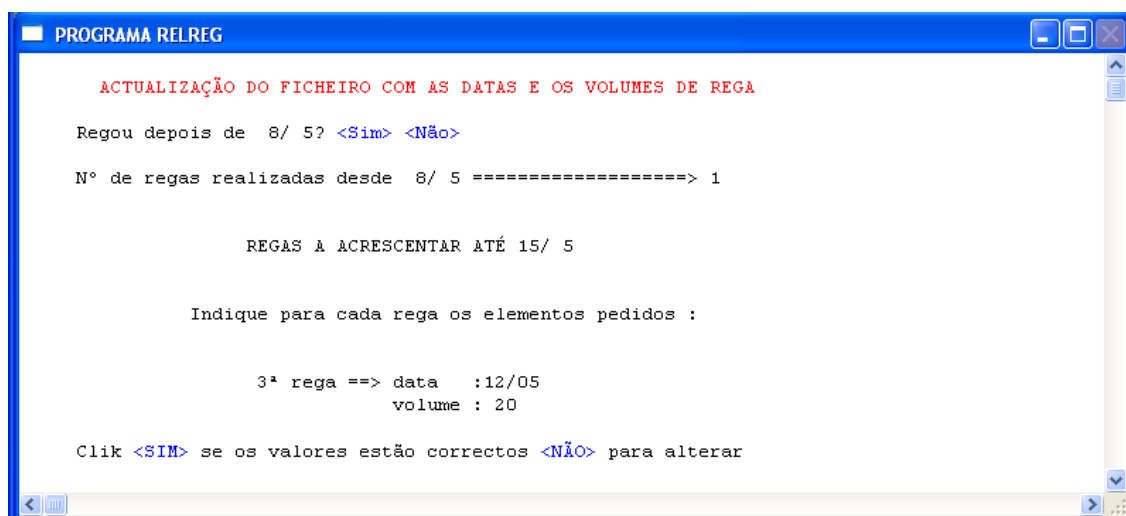 PROGRAMA RELREG
ACTUALIZAÇÃO DO FICHEIRO COM AS DATAS E OS VOLUMES DE REGA
Regou depois de 8/ 5? <Sim> <Não>
Nº de regas realizadas desde 8/ 5 ===================> 1
REGAS A ACRESCENTAR ATÉ 15/ 5
Indique para cada rega os elementos pedidos :
3ª rega ==> data :12/05
volume : 20
Clik <SIM> se os valores estão correctos <NÃO> para alterar